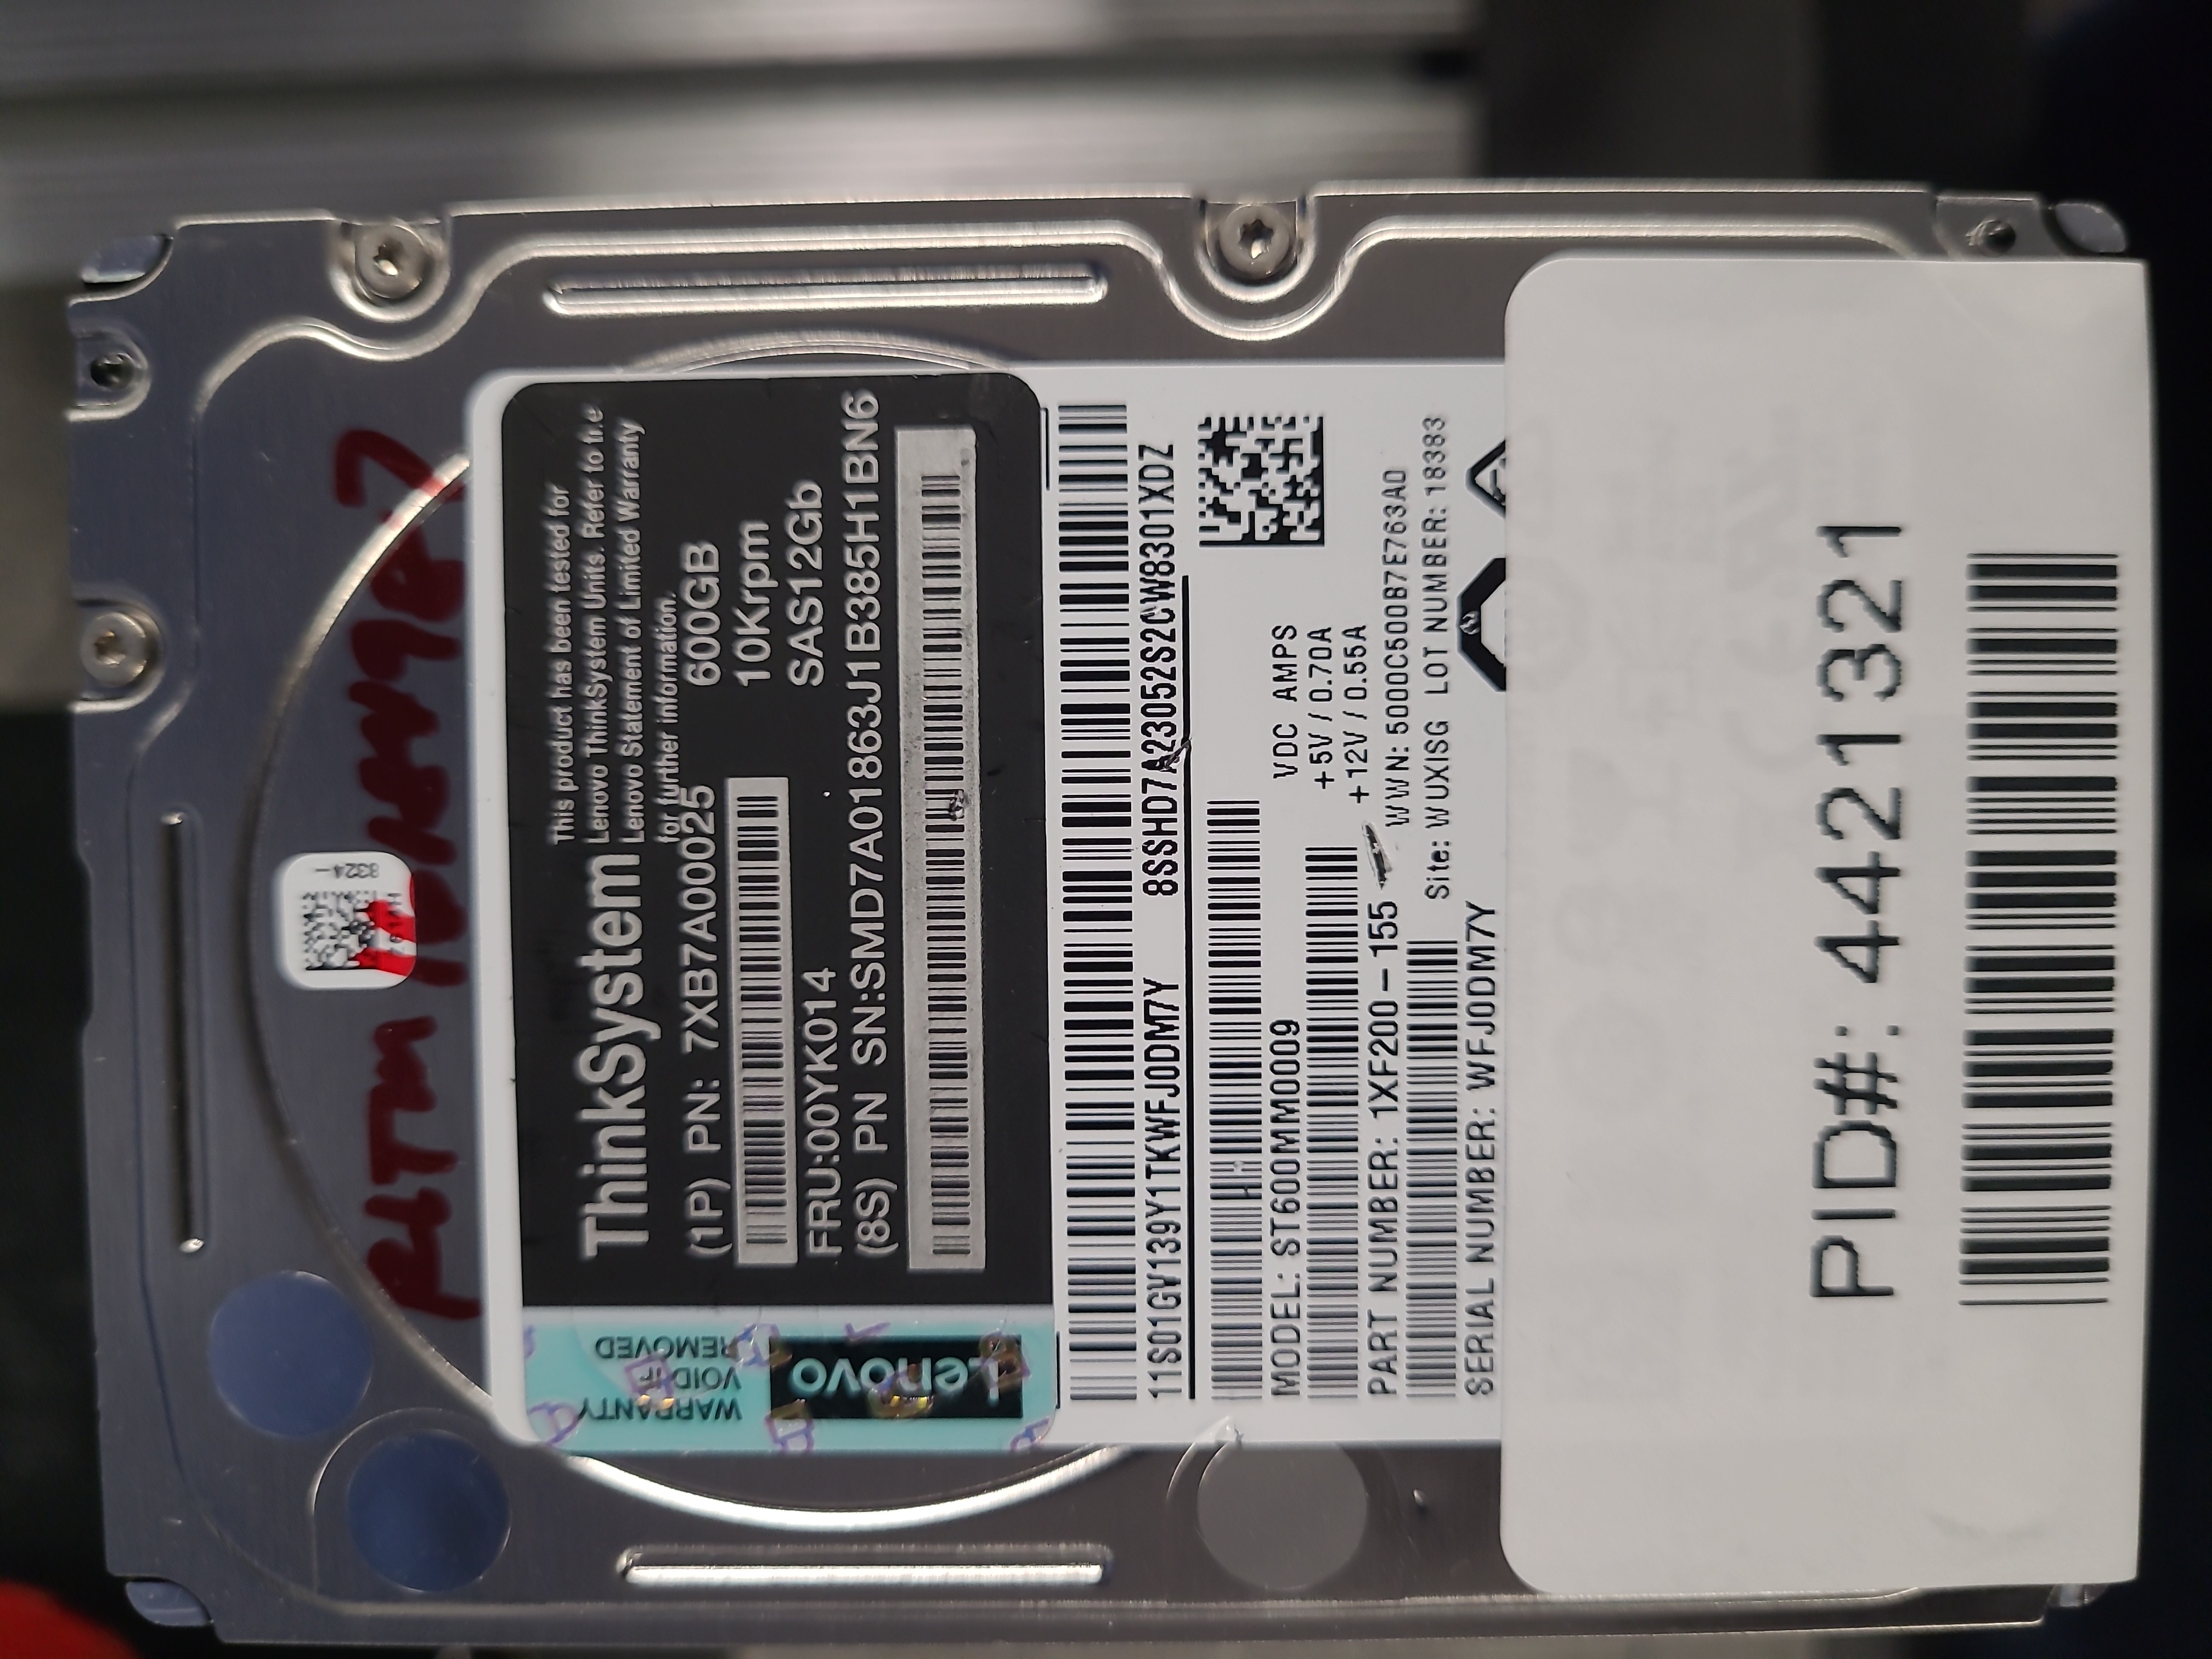 8324-
RITM
ThinkSystem
This product has been tested for
Lenovo ThinkSystem Units. Refer to the
Lenovo Statement of Limited Warranty
for further information.
WARRANTY
VOID IF
REMOVED
Lenovo
(1P) PN: 7XB7A00025
600GB
10Krpm
SAS12Gb
FRU:00YK014
(8S) PN SN:SMD7A01863J1B385H1BN6
11S01GV139Y1TKWFJ0DM7Y 8SSHD7A23052S2CW8301XDZ
MODEL: ST600MM0009
VDC AMPS
+5V / 0.70A
+12V / 0.55A
PART NUMBER: 1XF200-155
WWN: 5000C500B7E763A0
Site: WUXISG LOT NUMBER: 18383
SERIAL NUMBER: WFJ0DM7Y
PID#: 4421321